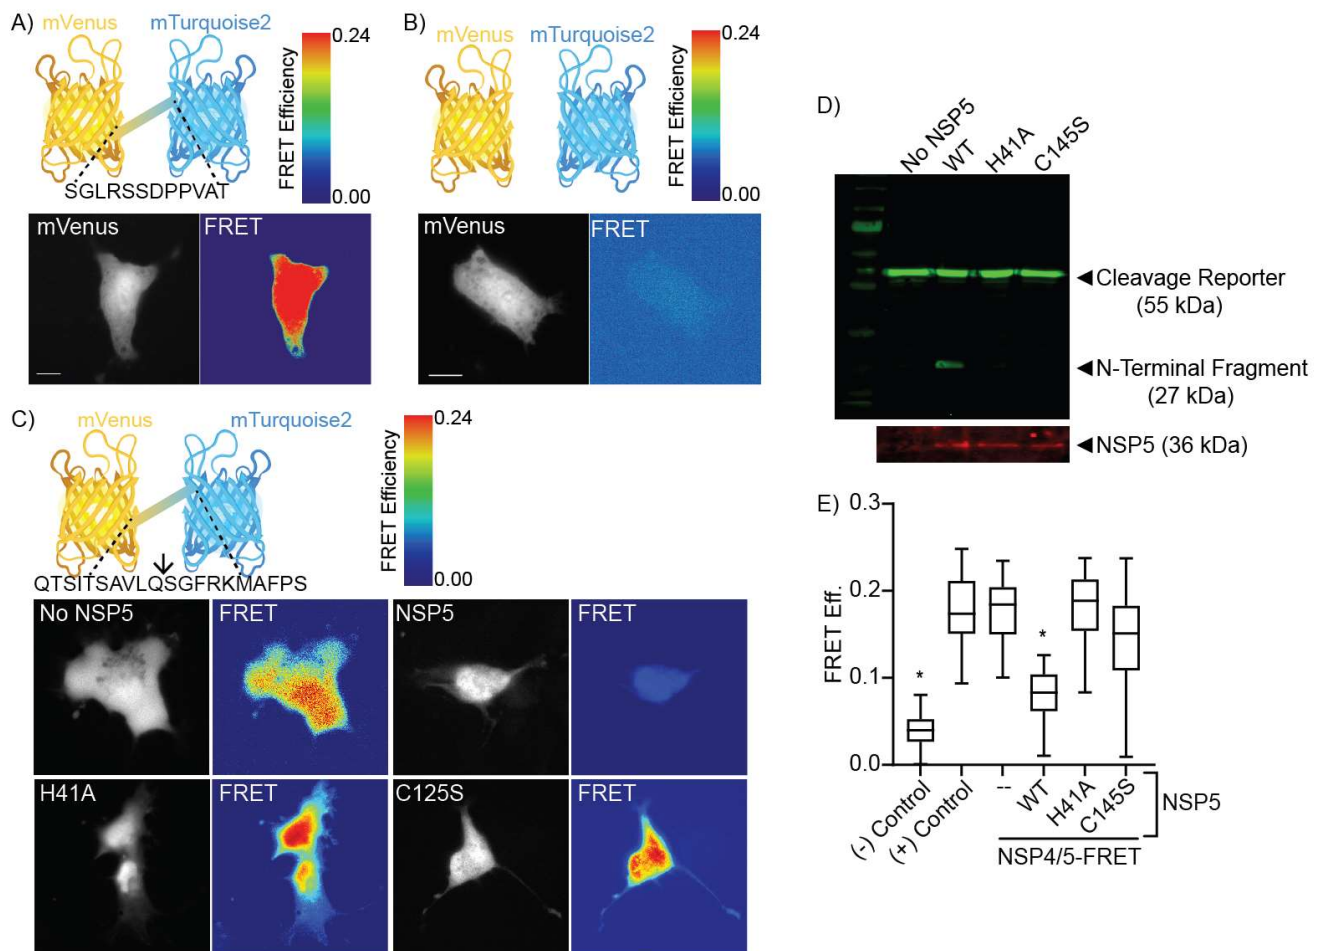 A)
mVenus
mTurquoise2
0.24
FRET Efficiency
0.00
SGLRSSDPPVAT
mVenus
FRET
B)
mVenus
mTurquoise2
0.24
FRET Efficiency
0.00
mVenus
FRET
C)
mVenus
mTurquoise2
0.24
FRET Efficiency
0.00
QTSITSAVLQSGFRKMAFPS
No NSP5
FRET
NSP5
FRET
H41A
FRET
C125S
FRET
D)
No NSP5
WT
H41A
C145S
Cleavage Reporter
(55 kDa)
N-Terminal Fragment
(27 kDa)
NSP5 (36 kDa)
E)
FRET Eff.
0.3
0.2
0.1
0.0
*
*
(-) Control
(+) Control
--
WT
H41A
C145S
NSP5
NSP4/5-FRET